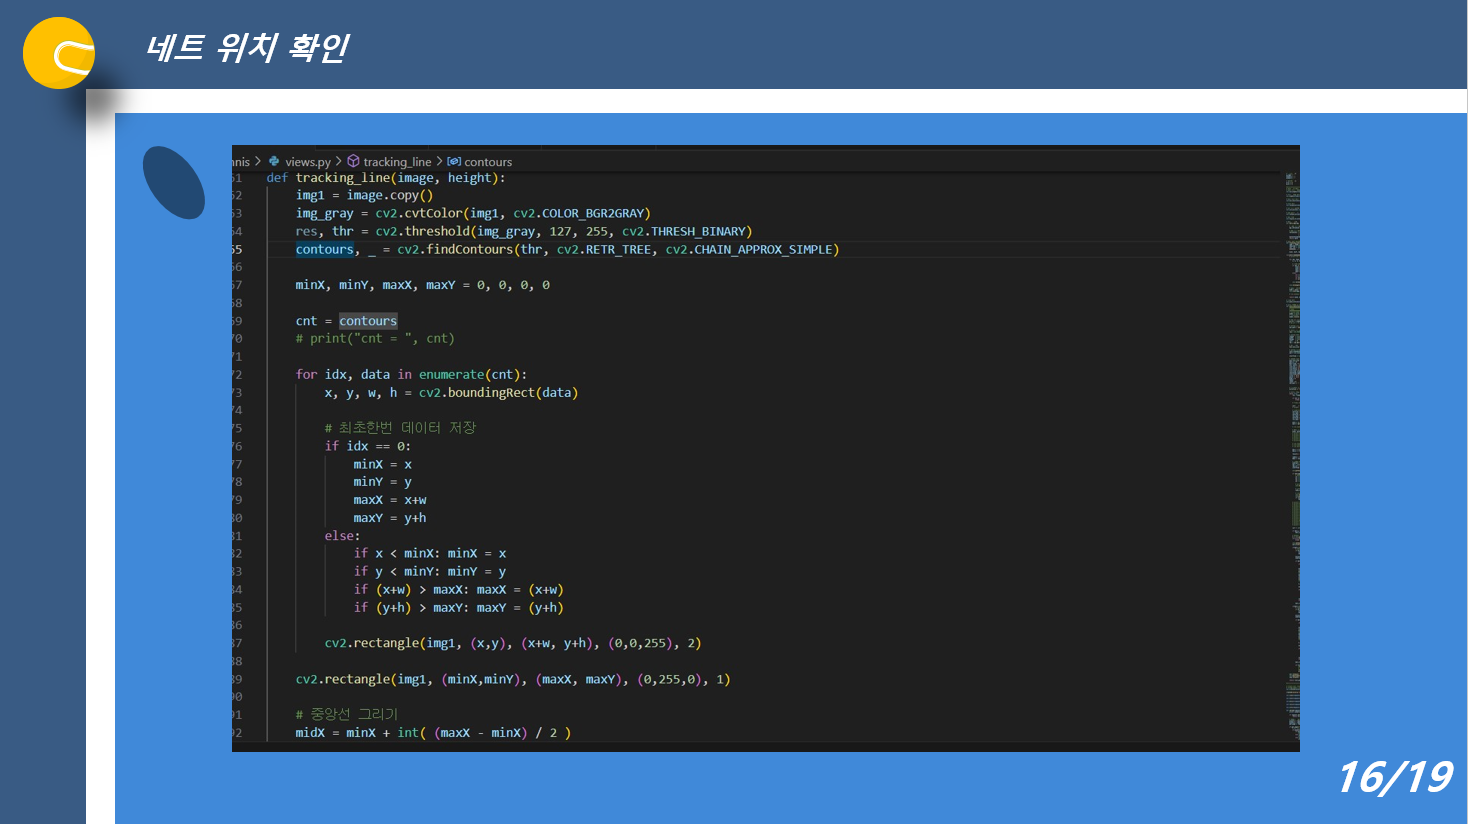 네트 위치 확인
nnis > views.py > tracking_line > contours
51 def tracking_line(image, height):
52 img1 = image.copy()
53 img_gray = cv2.cvtColor(img1, cv2.COLOR_BGR2GRAY)
54 res, thr = cv2.threshold(img_gray, 127, 255, cv2.THRESH_BINARY)
55 contours, _ = cv2.findContours(thr, cv2.RETR_TREE, cv2.CHAIN_APPROX_SIMPLE)
56
57 minX, minY, maxX, maxY = 0, 0, 0, 0
58
59 cnt = contours
70 # print("cnt = ", cnt)
71
72 for idx, data in enumerate(cnt):
73 x, y, w, h = cv2.boundingRect(data)
74
75 # 최초한번 데이터 저장
76 if idx == 0:
77 minX = x
78 minY = y
79 maxX = x+w
80 maxY = y+h
81 else:
82 if x < minX: minX = x
83 if y < minY: minY = y
84 if (x+w) > maxX: maxX = (x+w)
85 if (y+h) > maxY: maxY = (y+h)
86
87 cv2.rectangle(img1, (x,y), (x+w, y+h), (0,0,255), 2)
88
89 cv2.rectangle(img1, (minX,minY), (maxX, maxY), (0,255,0), 1)
90
91 # 중앙선 그리기
92 midX = minX + int( (maxX - minX) / 2 )
16/19